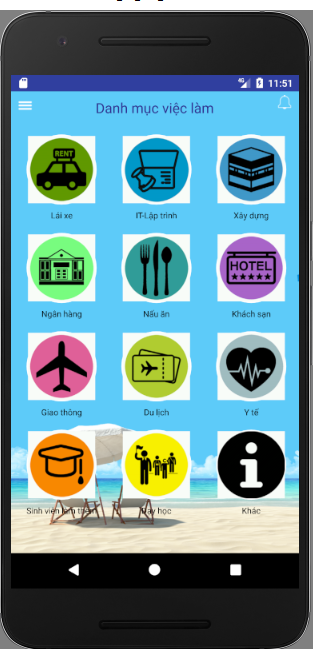 4G 11:51
Danh mục việc làm
RENT
Lái xe IT-Lập trình Xây dựng
HOTEL
Ngân hàng Nấu ăn Khách sạn
Giao thông Du lịch Y tế
Sinh viên làm thêm Dạy học Khác